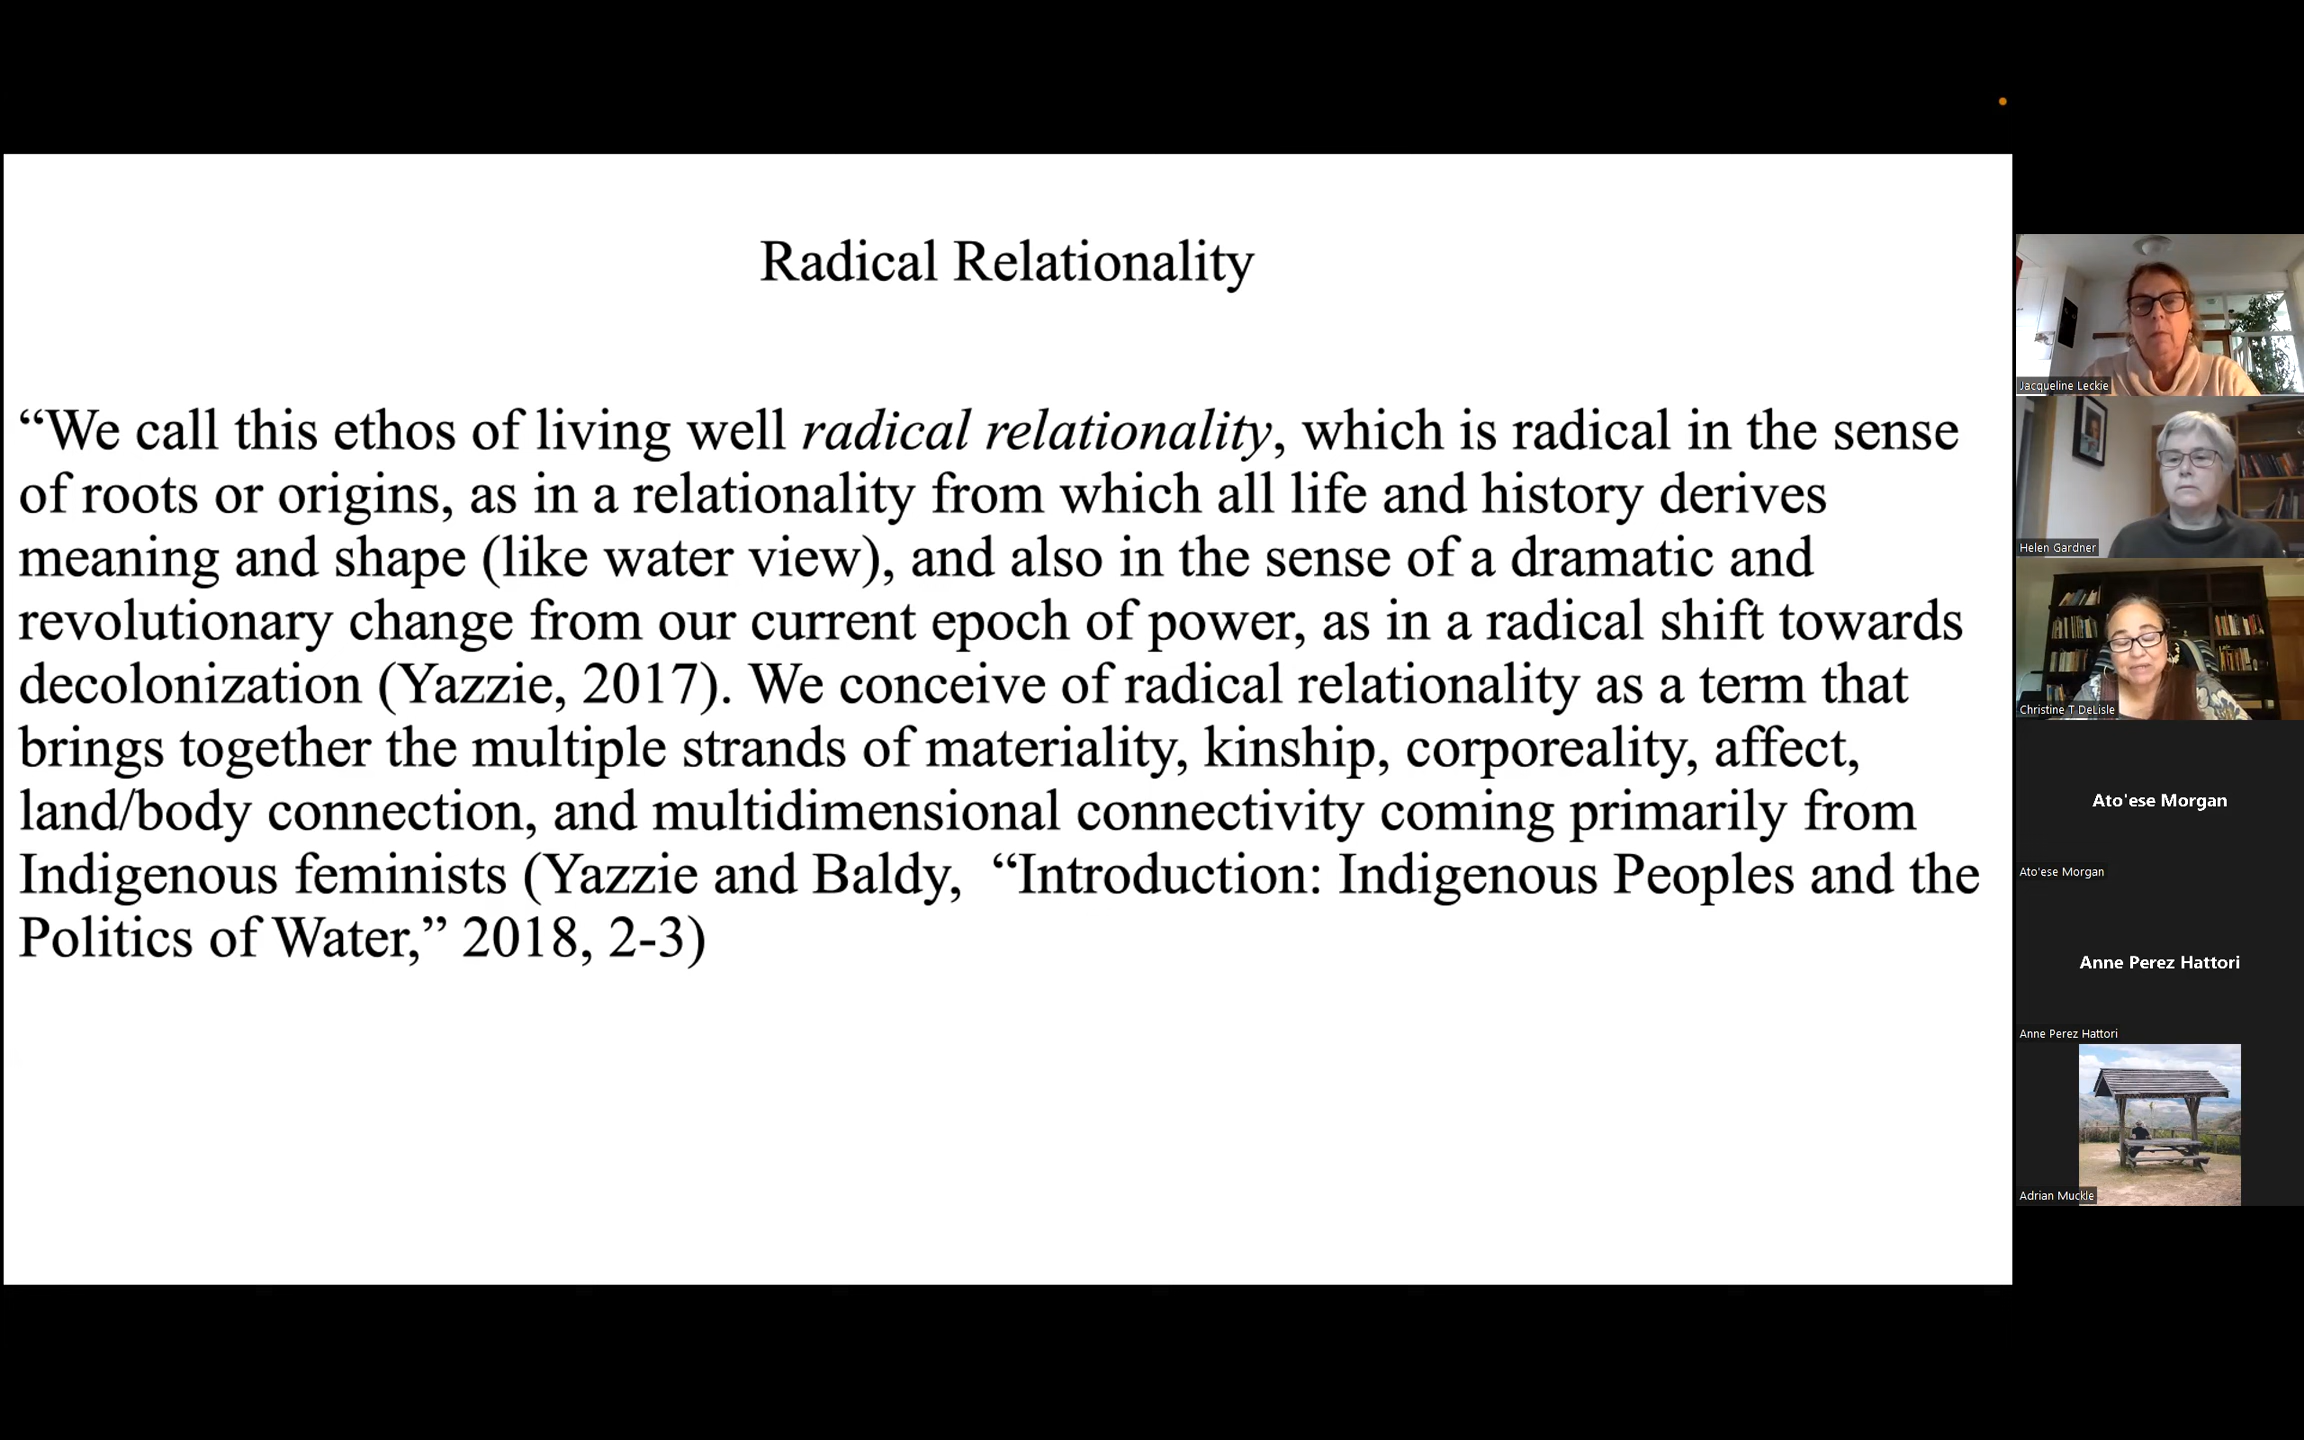 Radical Relationality
“We call this ethos of living well radical relationality, which is radical in the sense
of roots or origins, as in a relationality from which all life and history derives
meaning and shape (like water view), and also in the sense of a dramatic and
revolutionary change from our current epoch of power, as in a radical shift towards
decolonization (Yazzie, 2017). We conceive of radical relationality as a term that
brings together the multiple strands of materiality, kinship, corporeality, affect,
land/body connection, and multidimensional connectivity coming primarily from
Indigenous feminists (Yazzie and Baldy,  “Introduction: Indigenous Peoples and the
Politics of Water,” 2018, 2-3)
Jacqueline Leckie
Helen Gardner
Christine T DeLisle
Ato'ese Morgan
Ato'ese Morgan
Anne Perez Hattori
Anne Perez Hattori
Adrian Muckle